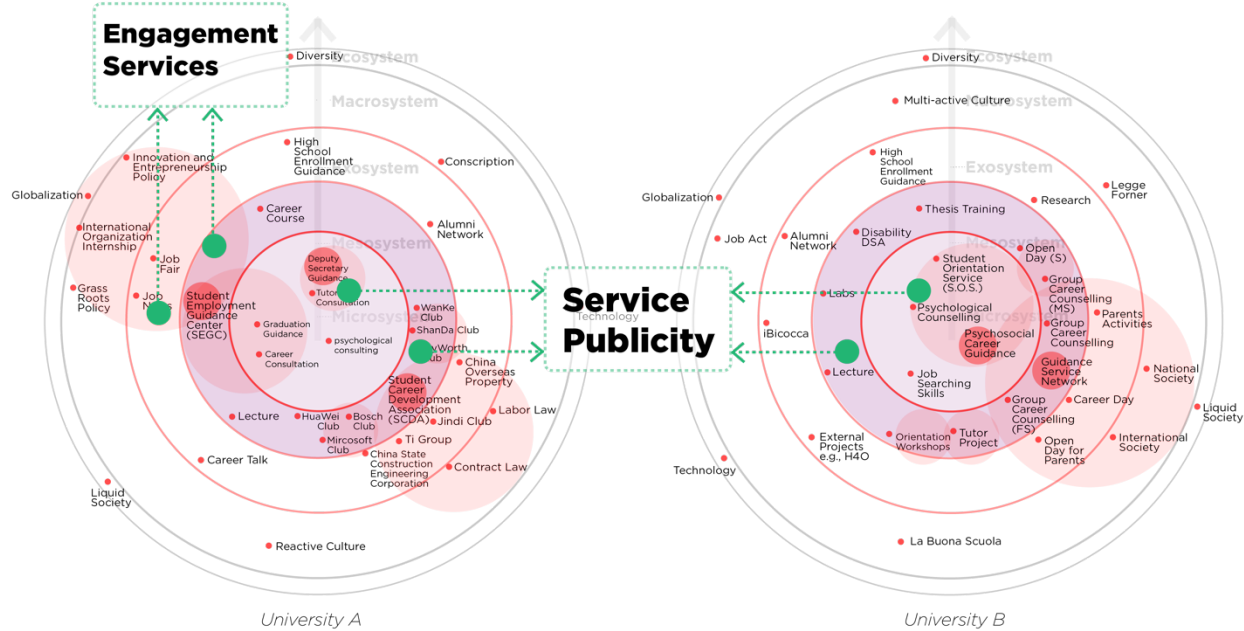 Engagement
Services
Diversity
Ecosystem
Macrosystem
Exosystem
Mesosystem
Microsystem
High
School
Enrollment
Guidance
Conscription
Innovation and
Entrepreneurship
Policy
Globalization
International
Organization
Internship
Career
Course
Alumni
Network
Job
Fair
Deputy
Secretary
Guidance
Tutor
Consultation
Grass
Roots
Policy
Job
Student
Employment
Guidance
Center
(SEGC)
Graduation
Guidance
Career
Consultation
psychological
consulting
WanKe
Club
ShanDa Club
China
Overseas
Property
Student
Career
Development
Association
(SCDA)
Labor Law
Jindi Club
Lecture
HuaWei
Club
Bosch
Club
Mircosoft
Club
Ti Group
China State
Construction
Engineering
Corporation
Contract Law
Career Talk
Liquid
Society
Reactive Culture
Technology
University A
Service
Publicity
Diversity
Ecosystem
Multi-active Culture
Macrosystem
High
School
Enrollment
Guidance
Exosystem
Legge
Forner
Globalization
Research
Thesis Training
Job Act
Alumni
Network
Disability
DSA
Mesosystem
Open
Day (S)
Student
Orientation
Service
(S.O.S.)
Group
Career
Counselling
(MS)
Labs
Psychological
Counselling
Microsystem
Parents
Activities
Group
Career
Counselling
iBicocca
Psychosocial
Career
Guidance
Guidance
Service
Network
National
Society
Lecture
Job
Searching
Skills
Group
Career
Counselling
(FS)
Career Day
Liquid
Society
External
Projects
e.g., H4O
Orientation
Workshops
Tutor
Project
Open
Day for
Parents
International
Society
Technology
La Buona Scuola
University B